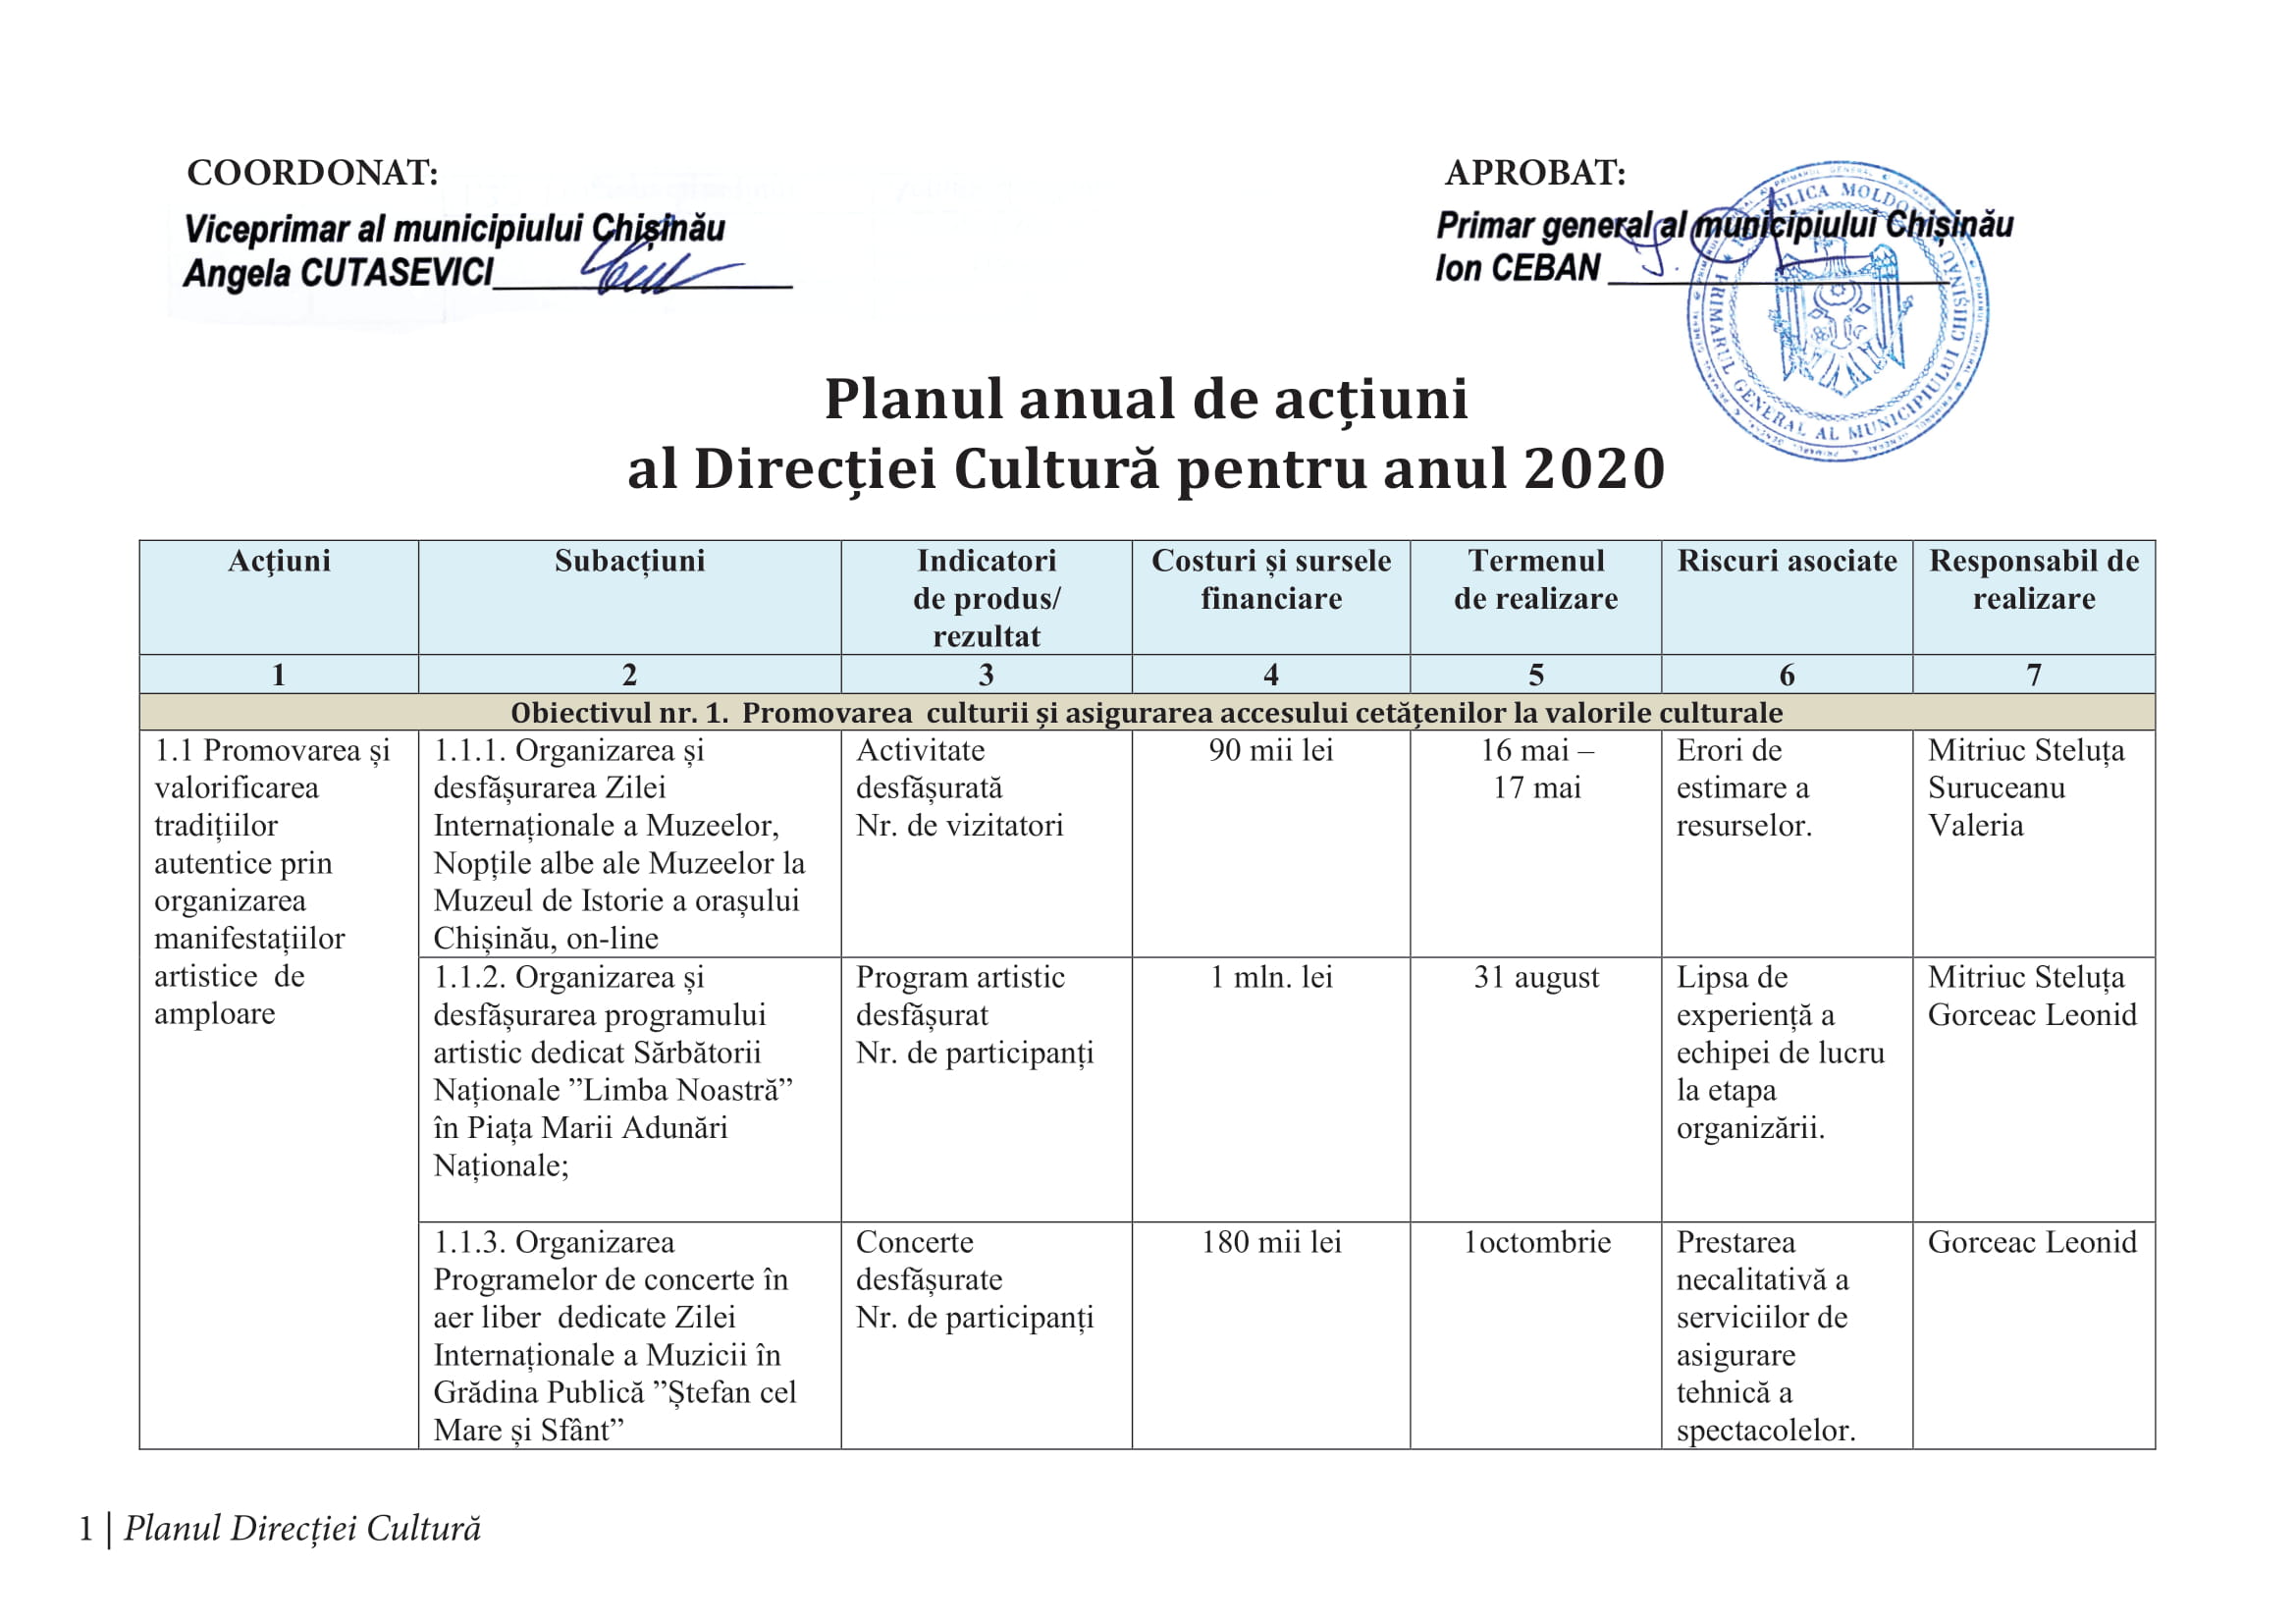 COORDONAT:
Viceprimar al municipiului Chișinău
Angela CUTASEVICI
APROBAT:
Primar general al municipiului Chișinău
Ion CEBAN
REPUBLICA MOLDOVA
PRIMARUL GENERAL AL MUNICIPIULUI CHIȘINĂU
Planul anual de acțiuni
al Direcției Cultură pentru anul 2020
Acţiuni
Subacțiuni
Indicatori
de produs/
rezultat
Costuri și sursele
financiare
Termenul
de realizare
Riscuri asociate
Responsabil de
realizare
1
2
3
4
5
6
7
Obiectivul nr. 1.  Promovarea  culturii și asigurarea accesului cetățenilor la valorile culturale
1.1 Promovarea și
valorificarea
tradițiilor
autentice prin
organizarea
manifestațiilor
artistice  de
amploare
1.1.1. Organizarea și
desfășurarea Zilei
Internaționale a Muzeelor,
Nopțile albe ale Muzeelor la
Muzeul de Istorie a orașului
Chișinău, on-line
Activitate
desfășurată
Nr. de vizitatori
90 mii lei
16 mai –
17 mai
Erori de
estimare a
resurselor.
Mitriuc Steluța
Suruceanu
Valeria
1.1.2. Organizarea și
desfășurarea programului
artistic dedicat Sărbătorii
Naționale ”Limba Noastră”
în Piața Marii Adunări
Naționale;
Program artistic
desfășurat
Nr. de participanți
1 mln. lei
31 august
Lipsa de
experiență a
echipei de lucru
la etapa
organizării.
Mitriuc Steluța
Gorceac Leonid
1.1.3. Organizarea
Programelor de concerte în
aer liber  dedicate Zilei
Internaționale a Muzicii în
Grădina Publică ”Ștefan cel
Mare și Sfânt”
Concerte
desfășurate
Nr. de participanți
180 mii lei
1octombrie
Prestarea
necalitativă a
serviciilor de
asigurare
tehnică a
spectacolelor.
Gorceac Leonid
1 | Planul Direcției Cultură